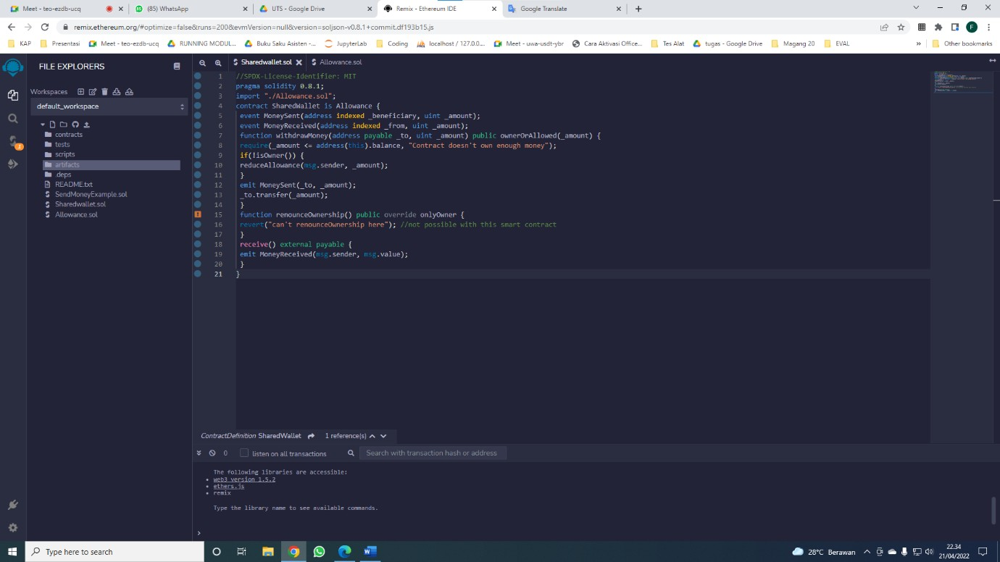 Meet - teo-ezdb-ucq
(85) WhatsApp
UTS - Google Drive
Remix - Ethereum IDE
Google Translate
remix.ethereum.org/#optimize=false&runs=200&evmVersion=null&version=soljson-v0.8.1+commit.df193b15.js
F
KAP
Presentasi
Meet - teo-ezdb-ucq
RUNNING MODUL...
Buku Saku Asisten -...
JupyterLab
Coding
localhost / 127.0.0....
Meet - uwa-usdt-ybr
Cara Aktivasi Office...
Tes Alat
tugas - Google Drive
Magang 20
EVAL
»
Other bookmarks
FILE EXPLORERS
Workspaces
default_workspace
contracts
tests
scripts
artifacts
.deps
README.txt
SendMoneyExample.sol
Sharedwallet.sol
Allowance.sol
Sharedwallet.sol
Allowance.sol
1 //SPDX-License-Identifier: MIT
2 pragma solidity 0.8.1;
3 import "./Allowance.sol";
4 contract SharedWallet is Allowance {
5 event MoneySent(address indexed _beneficiary, uint _amount);
6 event MoneyReceived(address indexed _from, uint _amount);
7 function withdrawMoney(address payable _to, uint _amount) public ownerOrAllowed(_amount) {
8 require(_amount <= address(this).balance, "Contract doesn't own enough money");
9 if(!isOwner()) {
10 reduceAllowance(msg.sender, _amount);
11 }
12 emit MoneySent(_to, _amount);
13 _to.transfer(_amount);
14 }
15 function renounceOwnership() public override onlyOwner {
16 revert("can't renounceOwnership here"); //not possible with this smart contract
17 }
18 receive() external payable {
19 emit MoneyReceived(msg.sender, msg.value);
20 }
21 }
ContractDefinition SharedWallet 1 reference(s)
0 listen on all transactions
Search with transaction hash or address
The following libraries are accessible:
• web3 version 1.5.2
• ethers.js
• remix
Type the library name to see available commands.
>
Type here to search
28°C Berawan
22.34
21/04/2022